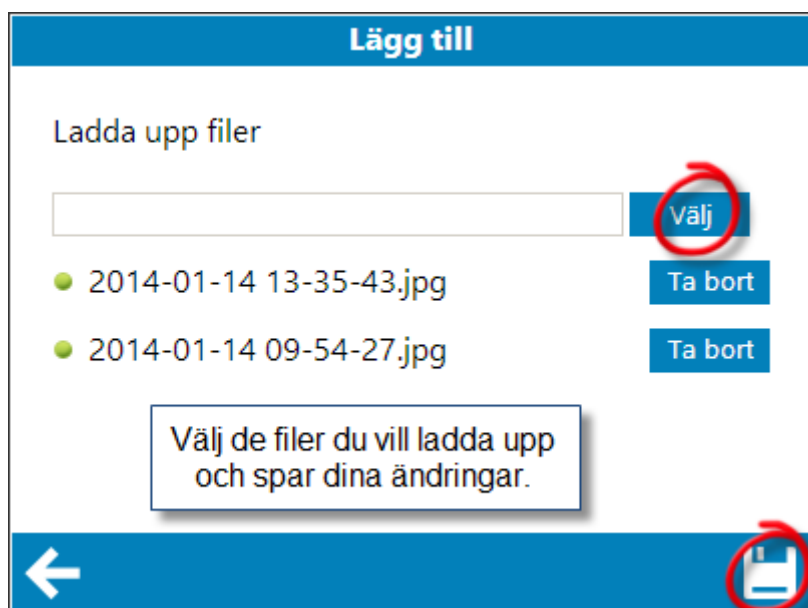 Lägg till
Ladda upp filer
Välj
2014-01-14 13-35-43.jpg Ta bort
2014-01-14 09-54-27.jpg Ta bort
Välj de filer du vill ladda upp
och spar dina ändringar.